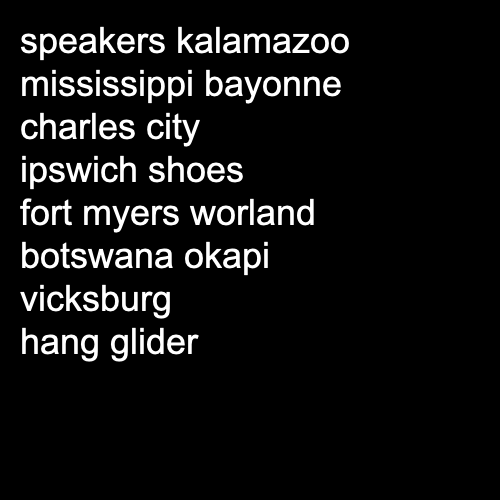 speakers kalamazoo
mississippi bayonne
charles city
ipswich shoes
fort myers worland
botswana okapi
vicksburg
hang glider